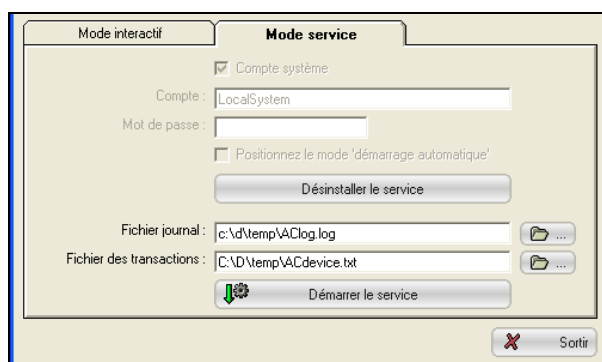 Mode interactif Mode service
Compte système
Compte : LocalSystem
Mot de passe :
Positionnez le mode 'démarrage automatique'
Désinstaller le service
Fichier journal : c:\d\temp\AClog.log ...
Fichier des transactions : C:\D\temp\ACdevice.txt ...
Démarrer le service
Sortir